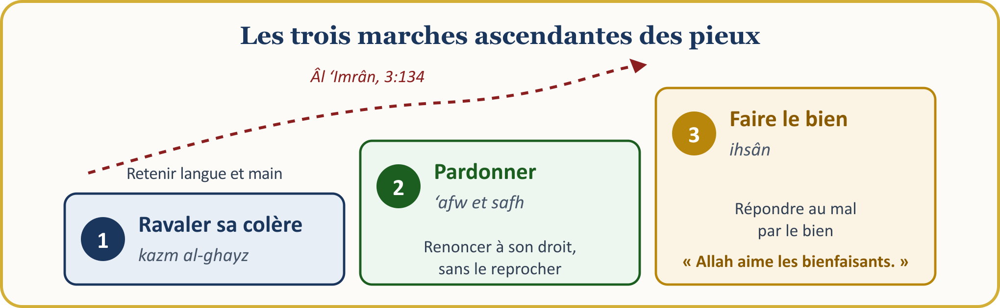 Les trois marches ascendantes des pieux
Âl ‘Imrân, 3:134
Retenir langue et main
1
Ravaler sa colère
kazm al-ghayz
2
Pardonner
‘afw et safh
Renoncer à son droit,
sans le reprocher
3
Faire le bien
ihsân
Répondre au mal
par le bien
« Allah aime les bienfaisants. »